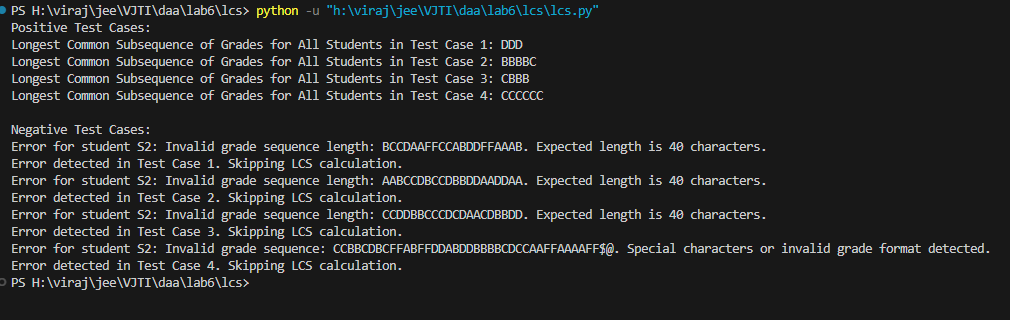 PS H:\viraj\jee\VJTI\daa\lab6\lcs> python -u "h:\viraj\jee\VJTI\daa\lab6\lcs\lcs.py"
Positive Test Cases:
Longest Common Subsequence of Grades for All Students in Test Case 1: DDD
Longest Common Subsequence of Grades for All Students in Test Case 2: BBBBC
Longest Common Subsequence of Grades for All Students in Test Case 3: CBBB
Longest Common Subsequence of Grades for All Students in Test Case 4: CCCCCC

Negative Test Cases:
Error for student S2: Invalid grade sequence length: BCCDAAFFCCABDDFFAAAB. Expected length is 40 characters.
Error detected in Test Case 1. Skipping LCS calculation.
Error for student S2: Invalid grade sequence length: AABCCDBCCDBBDDAADDAA. Expected length is 40 characters.
Error detected in Test Case 2. Skipping LCS calculation.
Error for student S2: Invalid grade sequence length: CCDDBBCCCDCDAACDBBDD. Expected length is 40 characters.
Error detected in Test Case 3. Skipping LCS calculation.
Error for student S2: Invalid grade sequence: CCBBCDBCFFABFFDDABDDBBBBCDCCAAFFAAAAFF$@. Special characters or invalid grade format detected.
Error detected in Test Case 4. Skipping LCS calculation.
PS H:\viraj\jee\VJTI\daa\lab6\lcs>